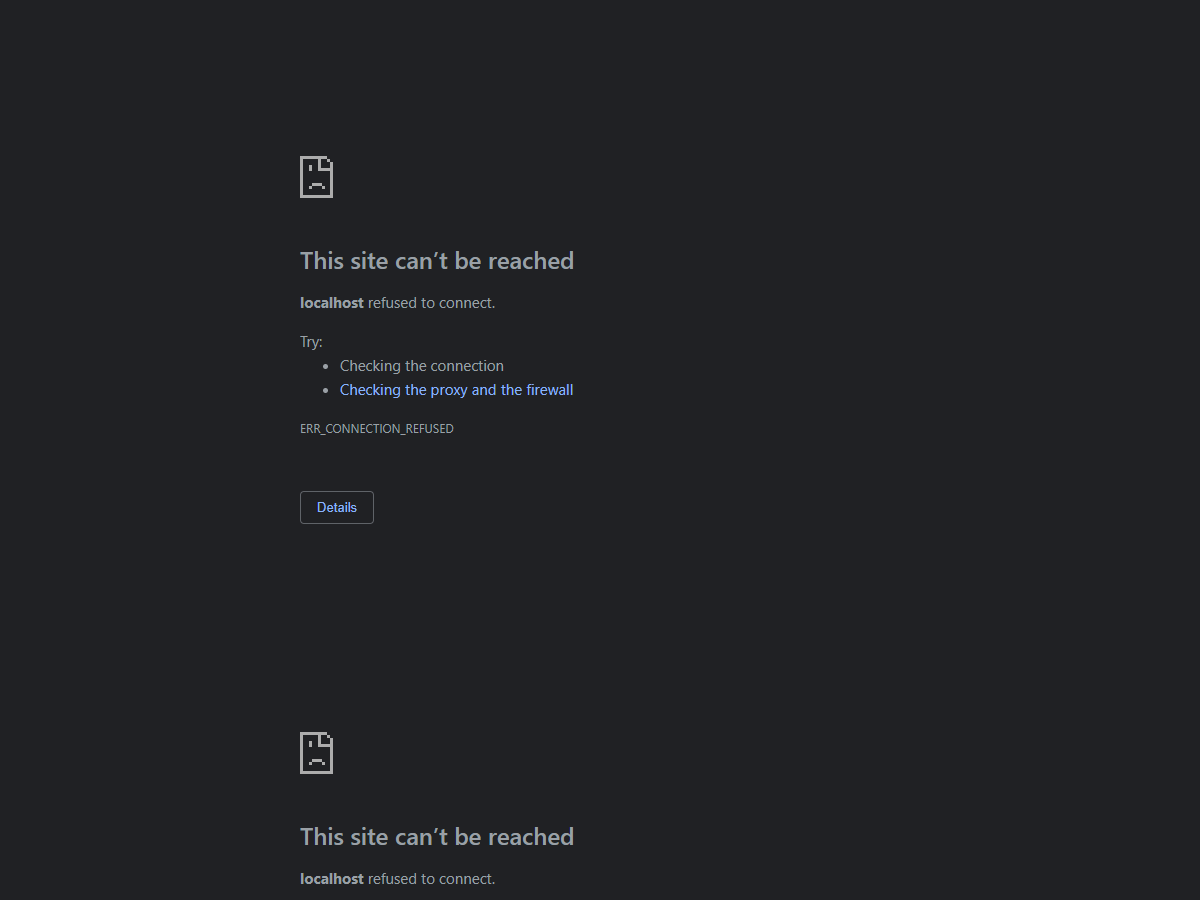 This site can’t be reached
localhost refused to connect.
Try:
Checking the connection
Checking the proxy and the firewall
ERR_CONNECTION_REFUSED
Details
This site can’t be reached
localhost refused to connect.